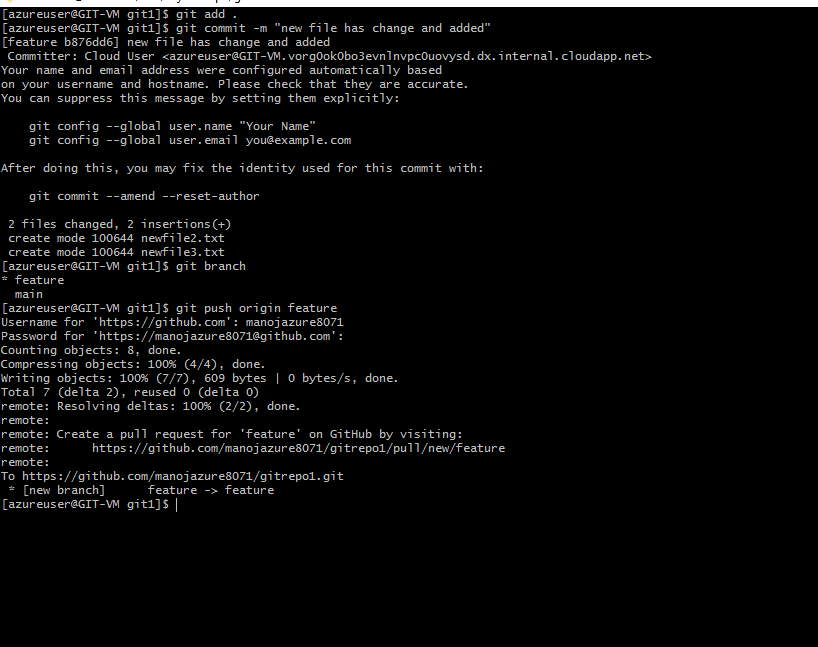 [azureuser@GIT-VM git1]$ git add .
[azureuser@GIT-VM git1]$ git commit -m "new file has change and added"
[feature b876dd6] new file has change and added
 Committer: Cloud User <azureuser@GIT-VM.vorg0ok0bo3evnlnvpc0uovysd.dx.internal.cloudapp.net>
Your name and email address were configured automatically based
on your username and hostname. Please check that they are accurate.
You can suppress this message by setting them explicitly:
    git config --global user.name "Your Name"
    git config --global user.email you@example.com
After doing this, you may fix the identity used for this commit with:
    git commit --amend --reset-author
 2 files changed, 2 insertions(+)
 create mode 100644 newfile2.txt
 create mode 100644 newfile3.txt
[azureuser@GIT-VM git1]$ git branch
* feature
  main
[azureuser@GIT-VM git1]$ git push origin feature
Username for 'https://github.com': manojazure8071
Password for 'https://manojazure8071@github.com':
Counting objects: 8, done.
Compressing objects: 100% (4/4), done.
Writing objects: 100% (7/7), 609 bytes | 0 bytes/s, done.
Total 7 (delta 2), reused 0 (delta 0)
remote: Resolving deltas: 100% (2/2), done.
remote:
remote: Create a pull request for 'feature' on GitHub by visiting:
remote:      https://github.com/manojazure8071/gitrepo1/pull/new/feature
remote:
To https://github.com/manojazure8071/gitrepo1.git
 * [new branch]      feature -> feature
[azureuser@GIT-VM git1]$